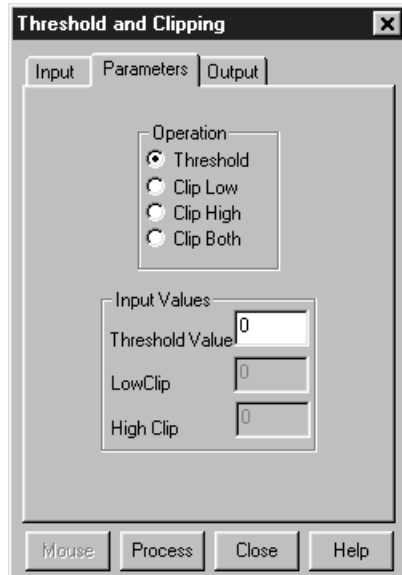 Threshold and Clipping
Input Parameters Output
Operation
Threshold
Clip Low
Clip High
Clip Both
Input Values
Threshold Value 0
LowClip 0
High Clip 0
Mouse Process Close Help